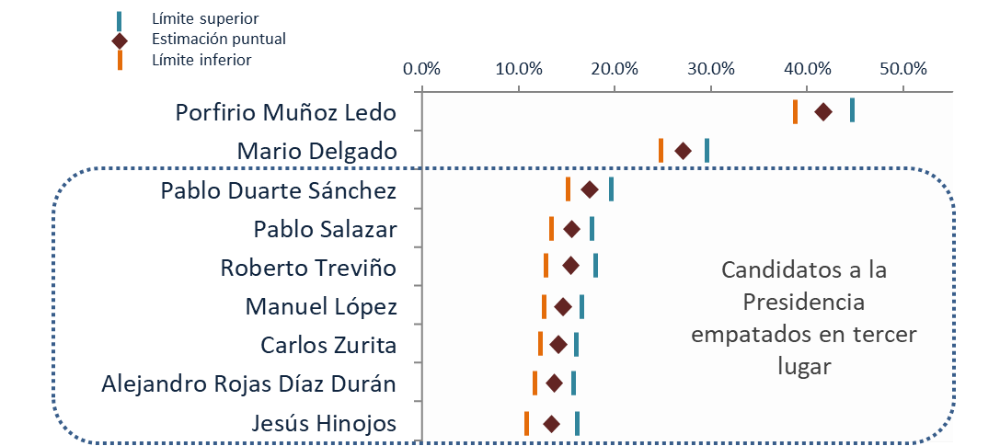 Límite superior
Estimación puntual
Límite inferior
0.0% 10.0% 20.0% 30.0% 40.0% 50.0%
Porfirio Muñoz Ledo
Mario Delgado
Pablo Duarte Sánchez
Pablo Salazar
Roberto Treviño
Manuel López
Carlos Zurita
Alejandro Rojas Díaz Durán
Jesús Hinojos
Candidatos a la
Presidencia
empatados en tercer
lugar